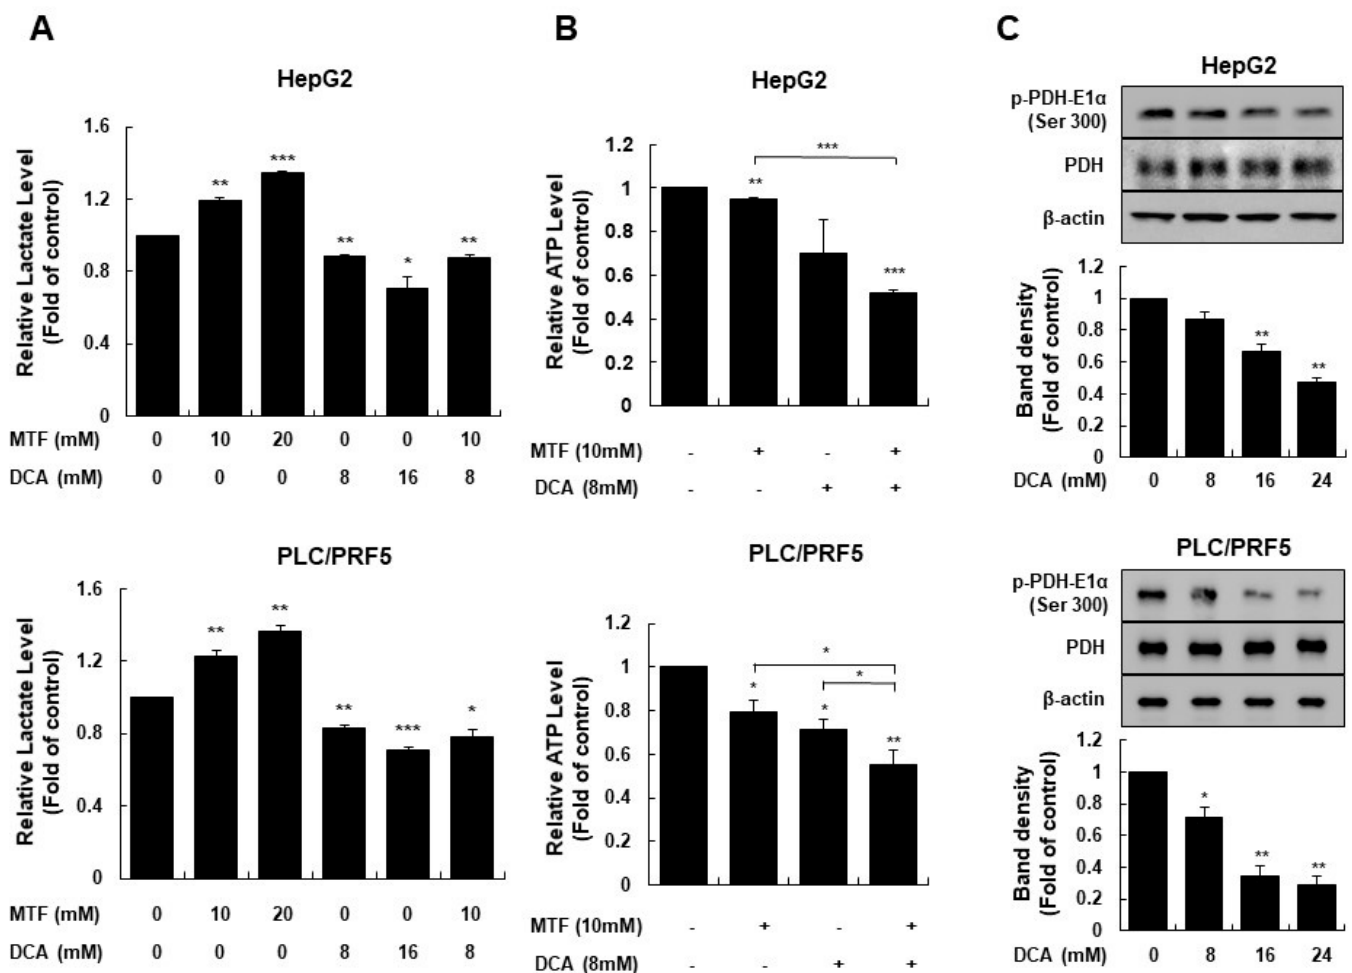 A
B
C
HepG2
Relative Lactate Level
(Fold of control)
1.6
1.2
0.8
0.4
0
**
***
**
*
**
MTF (mM) 0 10 20 0 0 10
DCA (mM) 0 0 0 8 16 8
HepG2
Relative ATP Level
(Fold of control)
1.2
1
0.8
0.6
0.4
0.2
0
***
**
***
MTF (10mM) - + - +
DCA (8mM) - - + +
HepG2
p-PDH-E1α
(Ser 300)
PDH
β-actin
Band density
(Fold of control)
1.2
1
0.8
0.6
0.4
0.2
0
**
**
DCA (mM) 0 8 16 24
PLC/PRF5
Relative Lactate Level
(Fold of control)
1.6
1.2
0.8
0.4
0
**
**
**
***
*
MTF (mM) 0 10 20 0 0 10
DCA (mM) 0 0 0 8 16 8
PLC/PRF5
Relative ATP Level
(Fold of control)
1.2
1
0.8
0.6
0.4
0.2
0
*
*
*
*
**
MTF (10mM) - + - +
DCA (8mM) - - + +
PLC/PRF5
p-PDH-E1α
(Ser 300)
PDH
β-actin
Band density
(Fold of control)
1.2
1
0.8
0.6
0.4
0.2
0
*
**
**
DCA (mM) 0 8 16 24